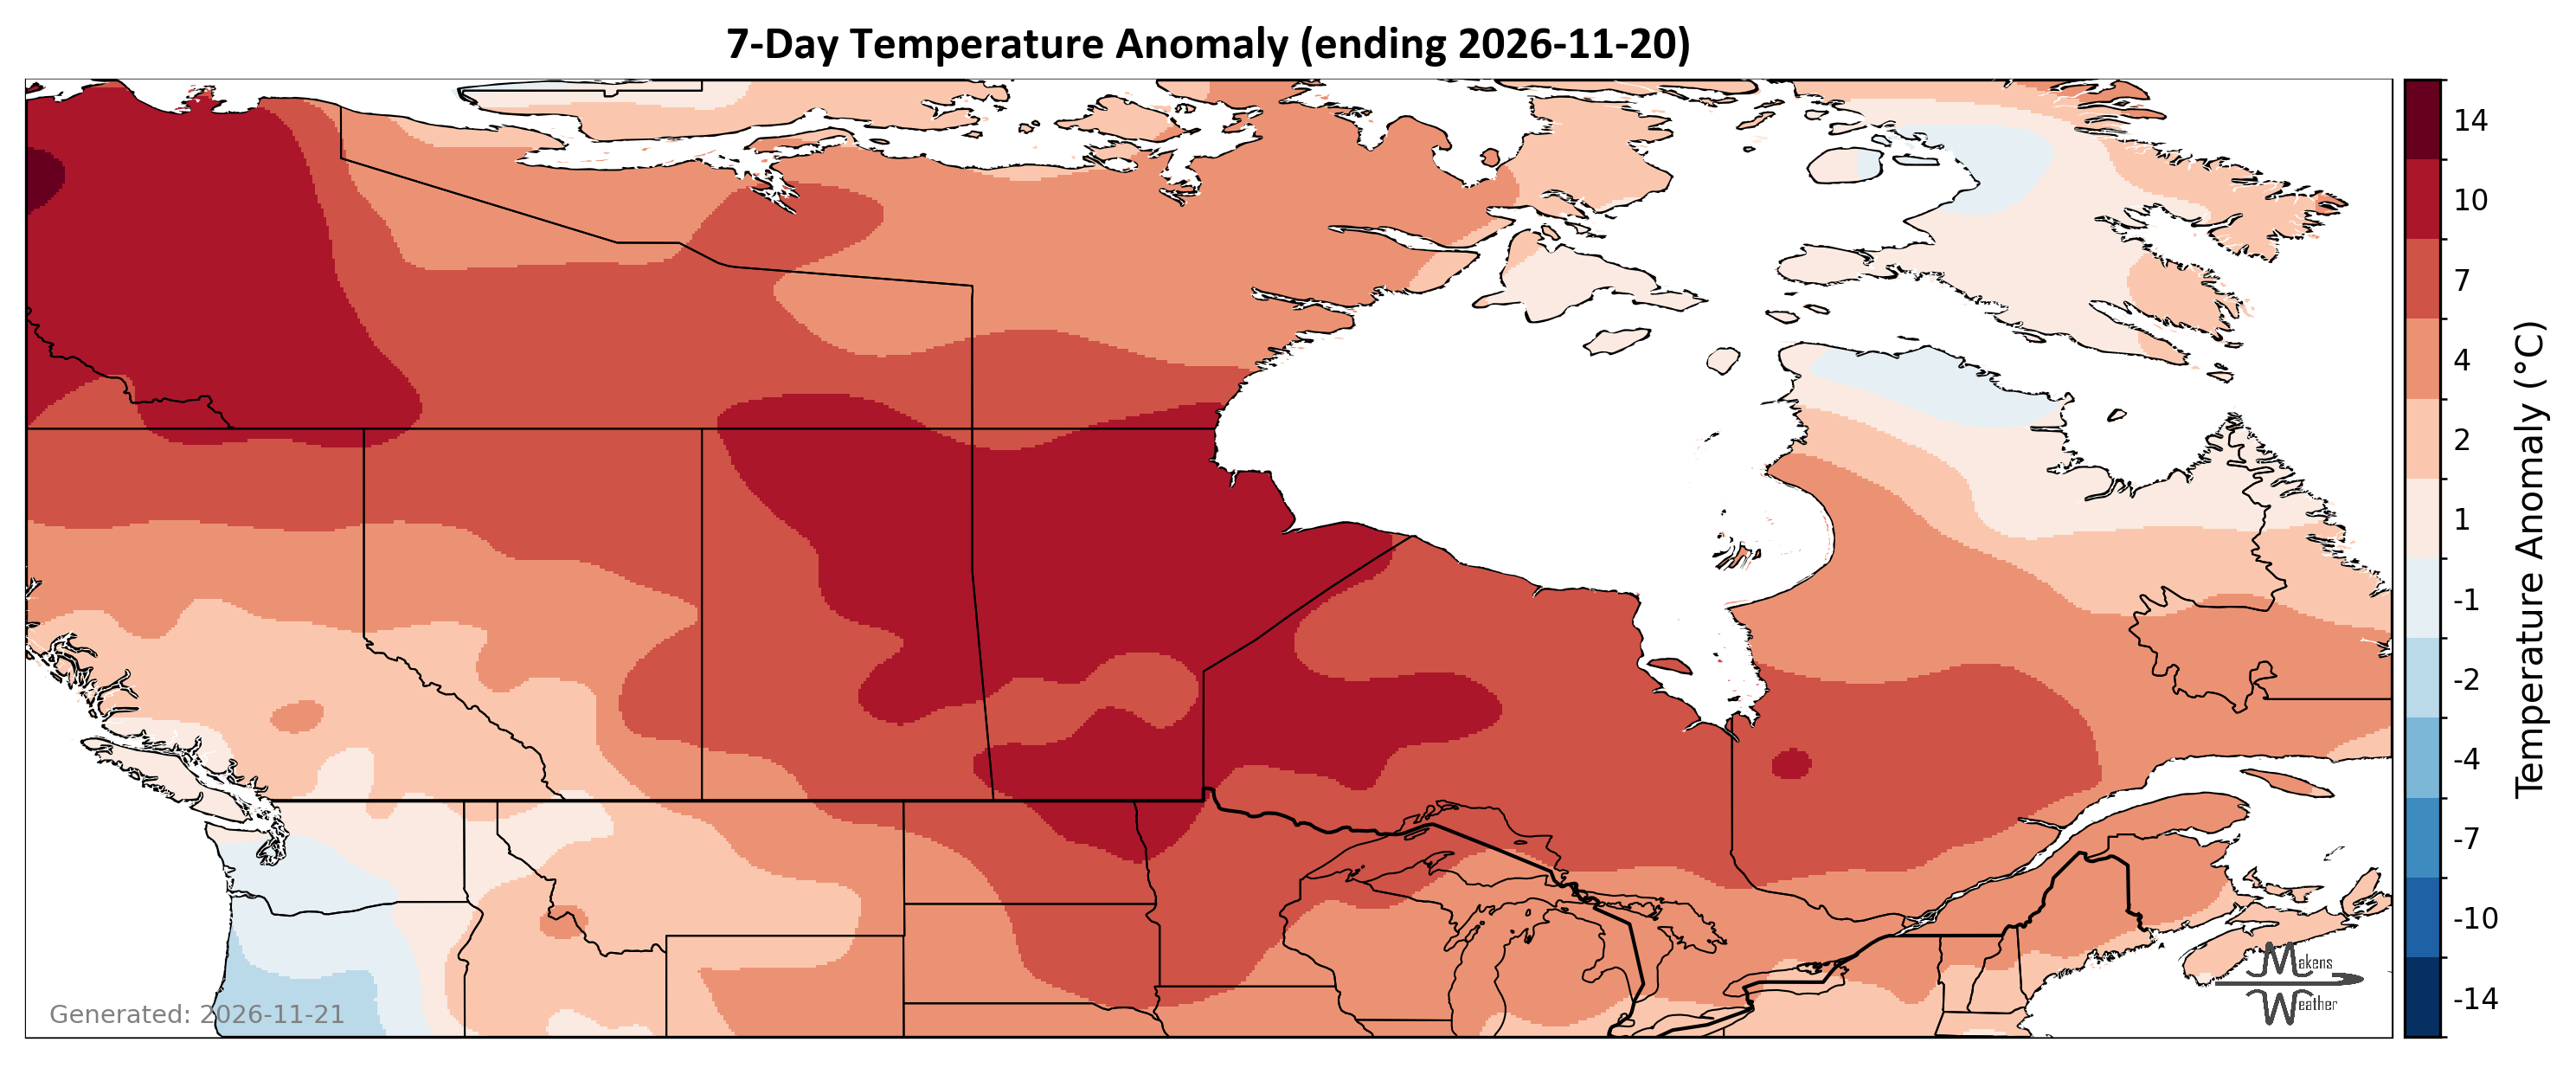 7-Day Temperature Anomaly (ending 2026-11-20)
14
10
7
4
2
1
-1
-2
-4
-7
-10
-14
Temperature Anomaly (°C)
Generated: 2026-11-21
Makens
Weather